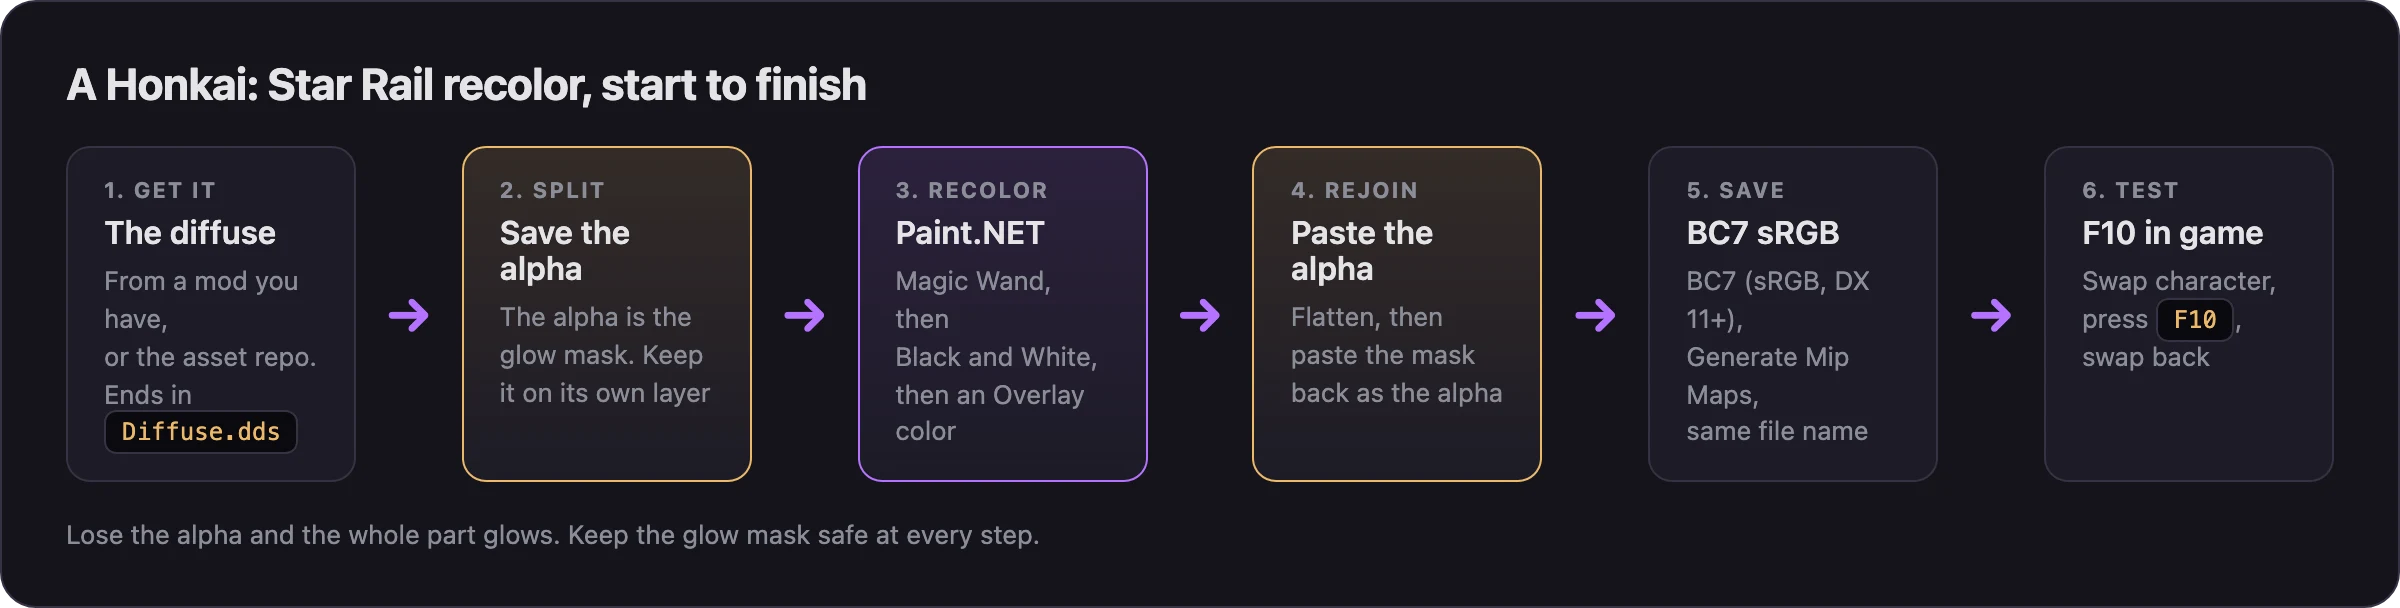 A Honkai: Star Rail recolor, start to finish
1. GET IT
The diffuse
From a mod you
have,
or the asset repo.
Ends in
Diffuse.dds
2. SPLIT
Save the
alpha
The alpha is the
glow mask. Keep
it on its own layer
3. RECOLOR
Paint.NET
Magic Wand,
then
Black and White,
then an Overlay
color
4. REJOIN
Paste the
alpha
Flatten, then
paste the mask
back as the alpha
5. SAVE
BC7 sRGB
BC7 (sRGB, DX
11+),
Generate Mip
Maps,
same file name
6. TEST
F10 in game
Swap character,
press F10,
swap back
Lose the alpha and the whole part glows. Keep the glow mask safe at every step.